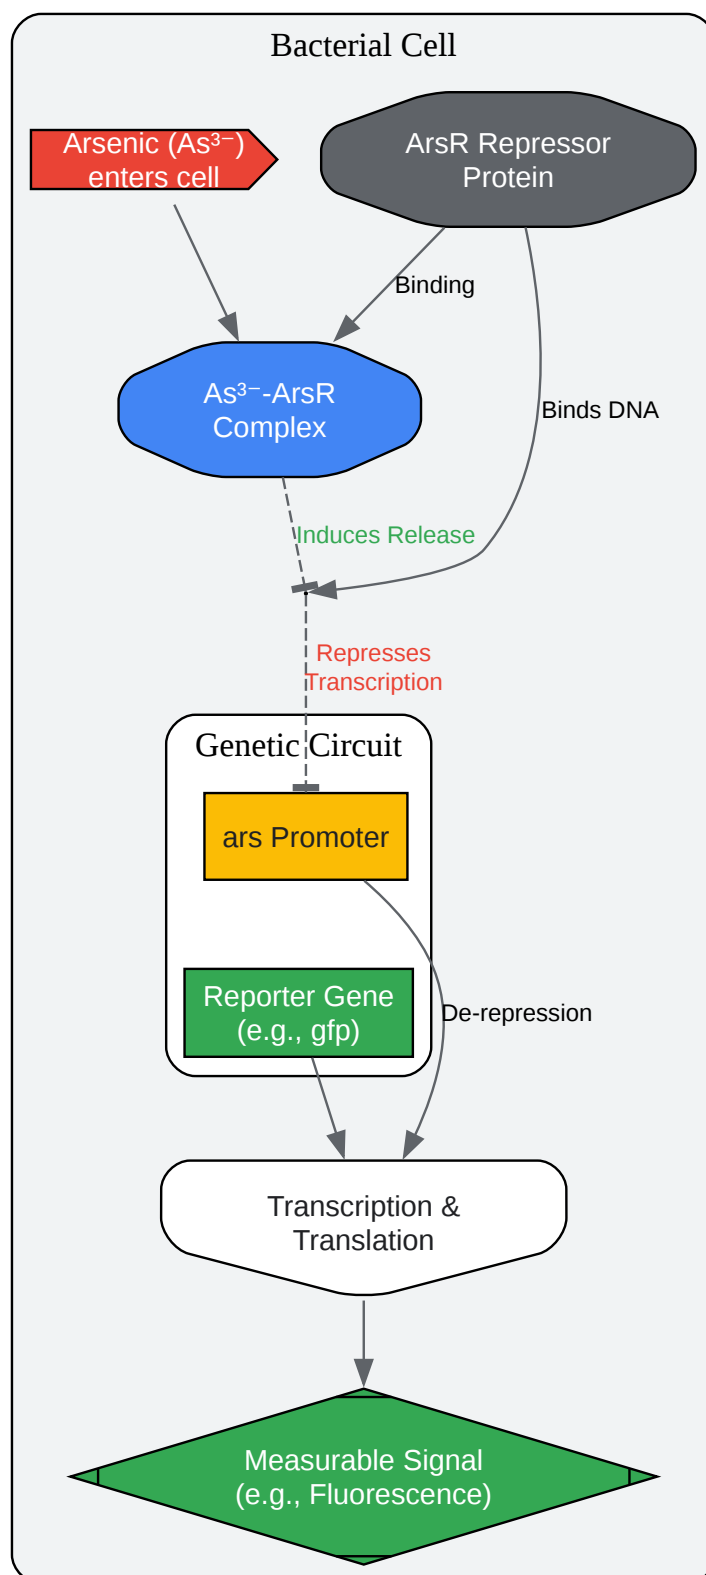 Bacterial Cell
Arsenic (As³⁻)
enters cell
ArsR Repressor
Protein
Binding
As³⁻-ArsR
Complex
Binds DNA
Induces Release
Represses
Transcription
Genetic Circuit
ars Promoter
Reporter Gene
(e.g., gfp)
De-repression
Transcription &
Translation
Measurable Signal
(e.g., Fluorescence)